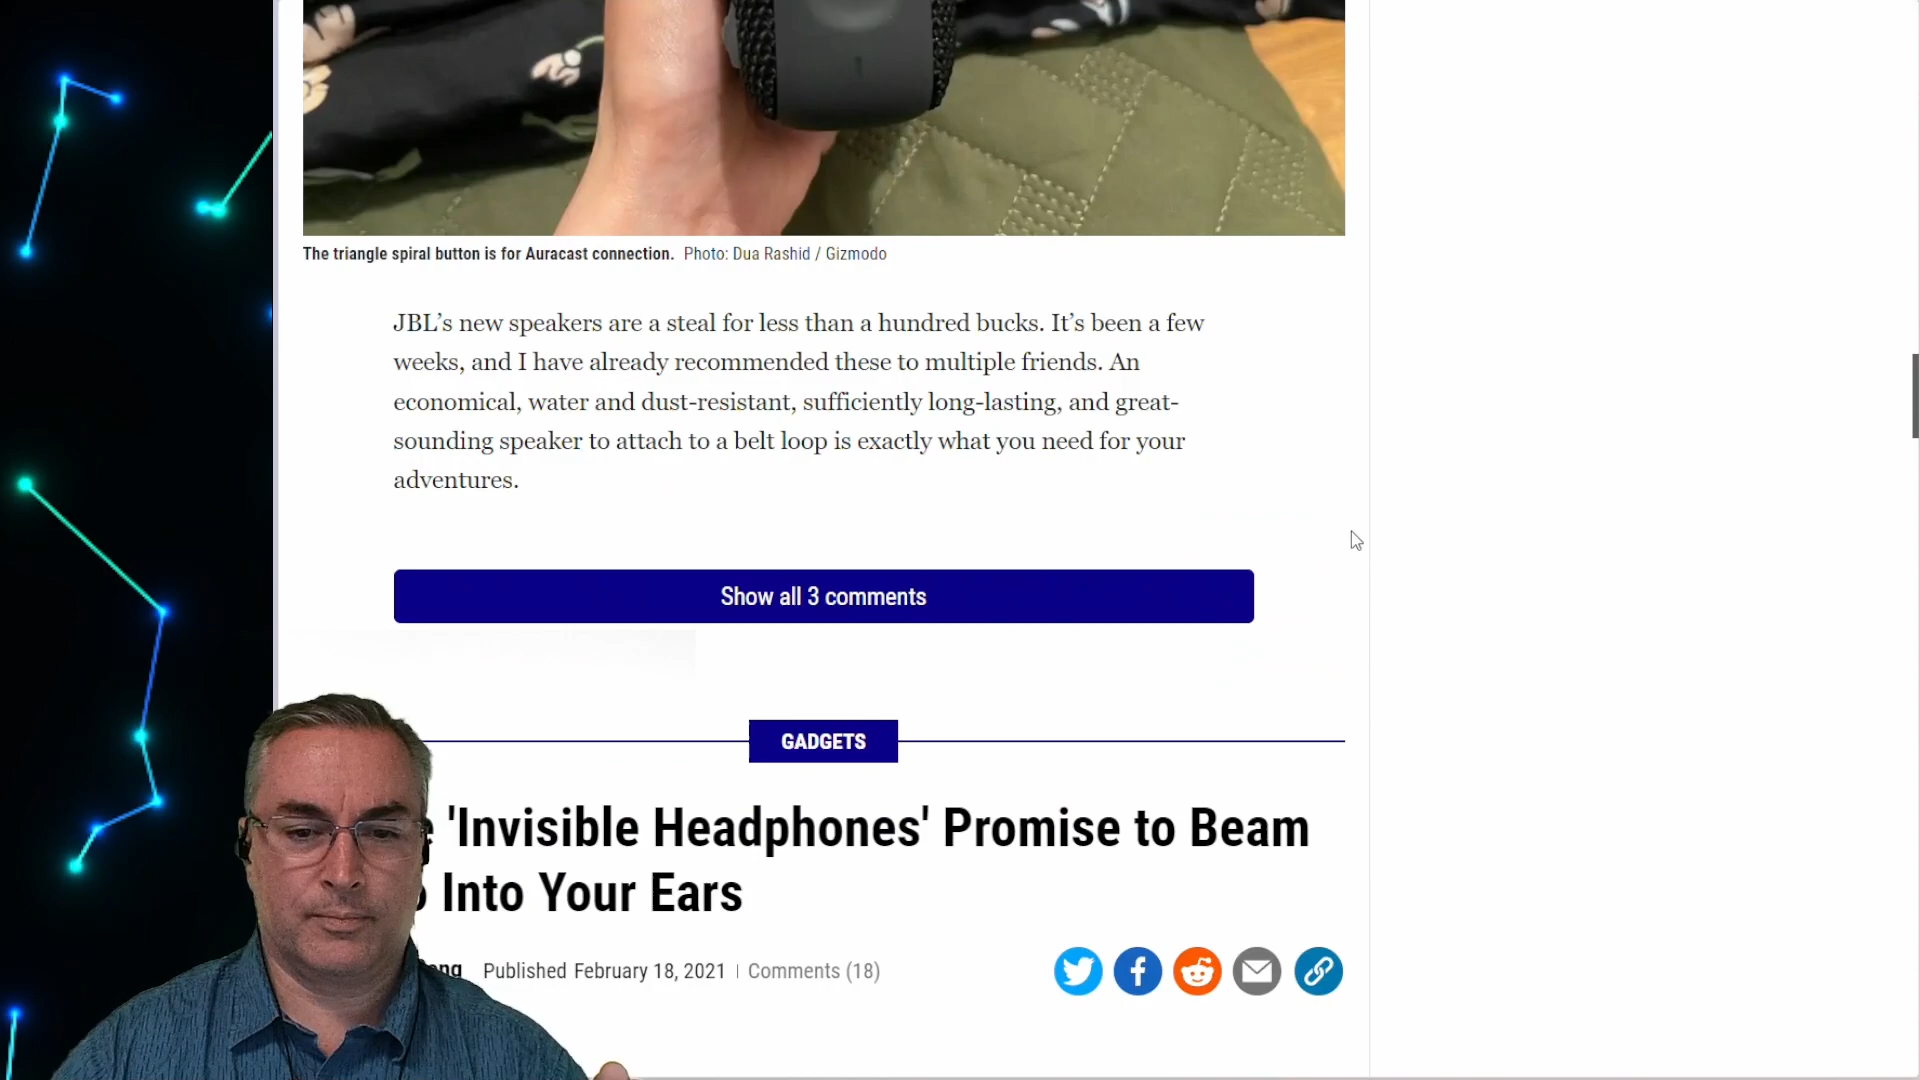 The triangle spiral button is for Auracast connection. Photo: Dua Rashid / Gizmodo
JBL’s new speakers are a steal for less than a hundred bucks. It’s been a few
weeks, and I have already recommended these to multiple friends. An
economical, water and dust-resistant, sufficiently long-lasting, and great-
sounding speaker to attach to a belt loop is exactly what you need for your
adventures.
Show all 3 comments
GADGETS
'Invisible Headphones' Promise to Beam
Into Your Ears
Published February 18, 2021 | Comments (18)